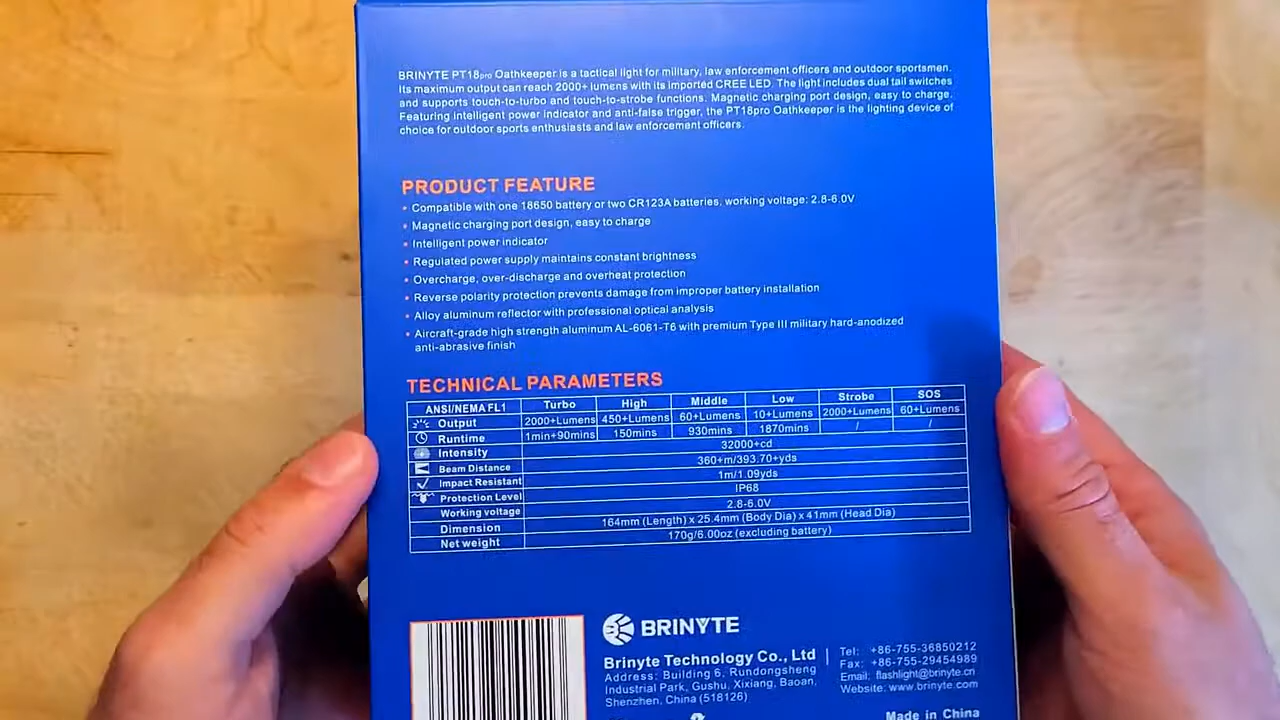 BRINYTE PT18pro Oathkeeper is a tactical light for military, law enforcement officers and outdoor sportsmen.
Its maximum output can reach 2000+ lumens with its imported CREE LED. The light includes dual tail switches
and supports touch-to-turbo and touch-to-strobe functions. Magnetic charging port design, easy to charge.
Featuring intelligent power indicator and anti-false trigger, the PT18pro Oathkeeper is the lighting device of
choice for outdoor sports enthusiasts and law enforcement officers.
PRODUCT FEATURE
• Compatible with one 18650 battery or two CR123A batteries, working voltage: 2.8-6.0V
• Magnetic charging port design, easy to charge
• Intelligent power indicator
• Regulated power supply maintains constant brightness
• Overcharge, over-discharge and overheat protection
• Reverse polarity protection prevents damage from improper battery installation
• Alloy aluminum reflector with professional optical analysis
• Aircraft-grade high strength aluminum AL-6061-T6 with premium Type III military hard-anodized
anti-abrasive finish
TECHNICAL PARAMETERS
ANSI/NEMA FL1 Turbo High Middle Low Strobe SOS
Output 2000+Lumens 450+Lumens 60+Lumens 10+Lumens 2000+Lumens 60+Lumens
Runtime 1min+90mins 150mins 930mins 1870mins / /
Intensity 32000+cd
Beam Distance 360+m/393.70+yds
Impact Resistant 1m/1.09yds
Protection Level IP68
Working voltage 2.8-6.0V
Dimension 164mm (Length) x 25.4mm (Body Dia) x 41mm (Head Dia)
Net weight 170g/6.00oz (excluding battery)
BRINYTE
Brinyte Technology Co., Ltd
Address: Building 6, Rundongsheng
Industrial Park, Gushu, Xixiang, Baoan,
Shenzhen, China (518126)
Tel: +86-755-36850212
Fax: +86-755-29454989
Email: flashlight@brinyte.cn
Website: www.brinyte.com
Made in China